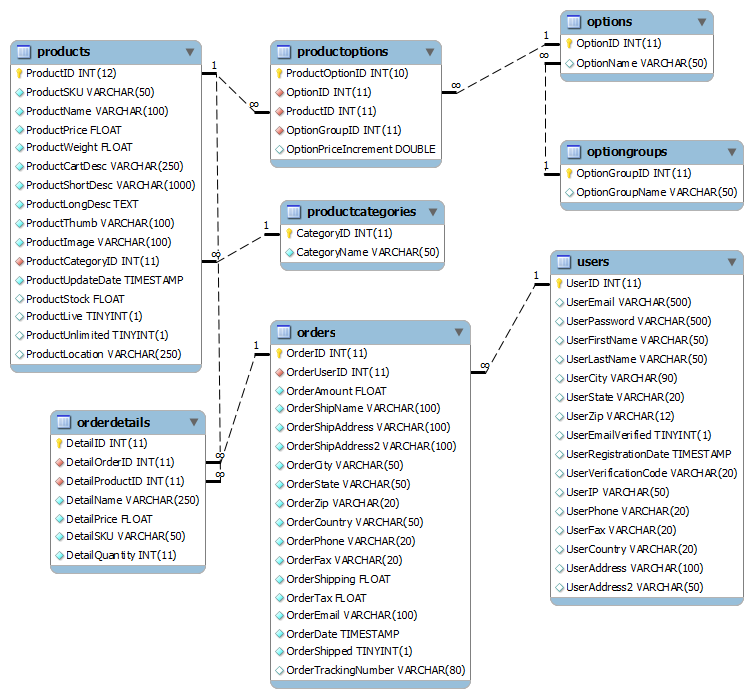 products
ProductID INT(12)
ProductSKU VARCHAR(50)
ProductName VARCHAR(100)
ProductPrice FLOAT
ProductWeight FLOAT
ProductCartDesc VARCHAR(250)
ProductShortDesc VARCHAR(1000)
ProductLongDesc TEXT
ProductThumb VARCHAR(100)
ProductImage VARCHAR(100)
ProductCategoryID INT(11)
ProductUpdateDate TIMESTAMP
ProductStock FLOAT
ProductLive TINYINT(1)
ProductUnlimited TINYINT(1)
ProductLocation VARCHAR(250)
1
∞
∞
productoptions
ProductOptionID INT(10)
OptionID INT(11)
ProductID INT(11)
OptionGroupID INT(11)
OptionPriceIncrement DOUBLE
∞
1
options
OptionID INT(11)
OptionName VARCHAR(50)
∞
1
optiongroups
OptionGroupID INT(11)
OptionGroupName VARCHAR(50)
1
productcategories
CategoryID INT(11)
CategoryName VARCHAR(50)
orderdetails
DetailID INT(11)
DetailOrderID INT(11)
DetailProductID INT(11)
DetailName VARCHAR(250)
DetailPrice FLOAT
DetailSKU VARCHAR(50)
DetailQuantity INT(11)
∞
∞
1
orders
OrderID INT(11)
OrderUserID INT(11)
OrderAmount FLOAT
OrderShipName VARCHAR(100)
OrderShipAddress VARCHAR(100)
OrderShipAddress2 VARCHAR(100)
OrderCity VARCHAR(50)
OrderState VARCHAR(50)
OrderZip VARCHAR(20)
OrderCountry VARCHAR(50)
OrderPhone VARCHAR(20)
OrderFax VARCHAR(20)
OrderShipping FLOAT
OrderTax FLOAT
OrderEmail VARCHAR(100)
OrderDate TIMESTAMP
OrderShipped TINYINT(1)
OrderTrackingNumber VARCHAR(80)
∞
1
users
UserID INT(11)
UserEmail VARCHAR(500)
UserPassword VARCHAR(500)
UserFirstName VARCHAR(50)
UserLastName VARCHAR(50)
UserCity VARCHAR(90)
UserState VARCHAR(20)
UserZip VARCHAR(12)
UserEmailVerified TINYINT(1)
UserRegistrationDate TIMESTAMP
UserVerificationCode VARCHAR(20)
UserIP VARCHAR(50)
UserPhone VARCHAR(20)
UserFax VARCHAR(20)
UserCountry VARCHAR(20)
UserAddress VARCHAR(100)
UserAddress2 VARCHAR(50)